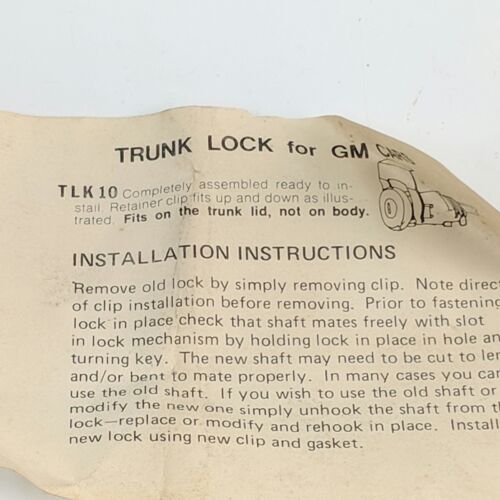 TRUNK LOCK for GM CARS
TLK 10 Completely assembled ready to in-
stall. Retainer clip fits up and down as illus-
trated. Fits on the trunk lid, not on body.
INSTALLATION INSTRUCTIONS
Remove old lock by simply removing clip. Note direct
of clip installation before removing. Prior to fastening
lock in place check that shaft mates freely with slot
in lock mechanism by holding lock in place in hole an
turning key. The new shaft may need to be cut to len
and/or bent to mate properly. In many cases you can
use the old shaft. If you wish to use the old shaft or
modify the new one simply unhook the shaft from th
lock—replace or modify and rehook in place. Install
new lock using new clip and gasket.